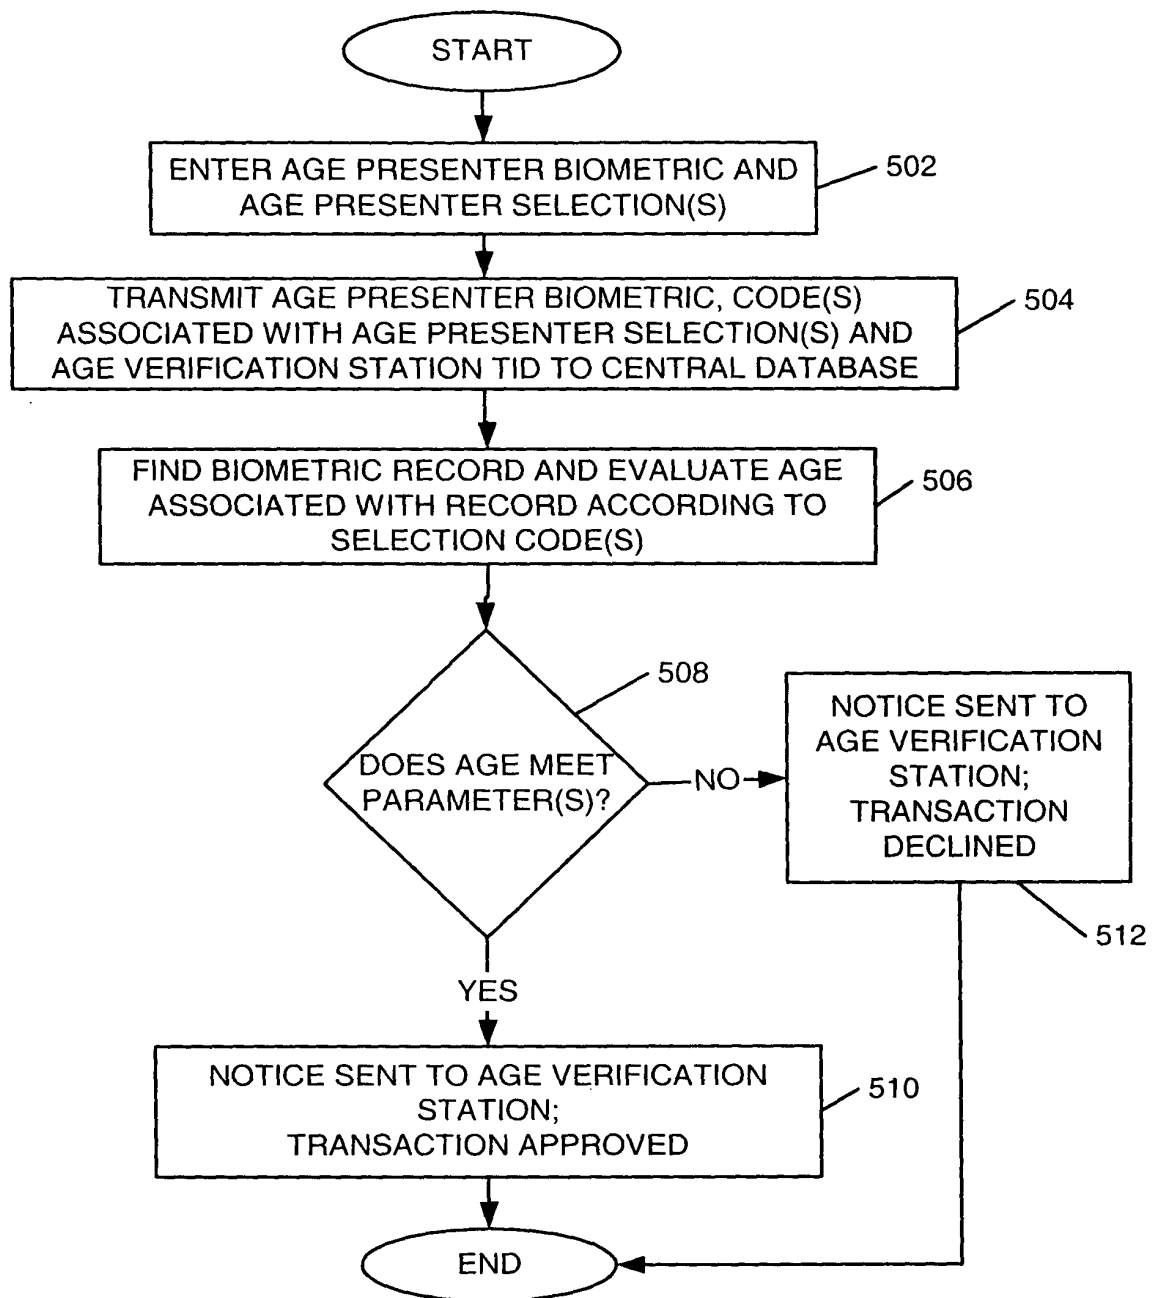 START
ENTER AGE PRESENTER BIOMETRIC AND
AGE PRESENTER SELECTION(S)
502
TRANSMIT AGE PRESENTER BIOMETRIC, CODE(S)
ASSOCIATED WITH AGE PRESENTER SELECTION(S) AND
AGE VERIFICATION STATION TID TO CENTRAL DATABASE
504
FIND BIOMETRIC RECORD AND EVALUATE AGE
ASSOCIATED WITH RECORD ACCORDING TO
SELECTION CODE(S)
506
DOES AGE MEET
PARAMETER(S)?
508
NO
NOTICE SENT TO
AGE VERIFICATION
STATION;
TRANSACTION
DECLINED
512
YES
NOTICE SENT TO AGE VERIFICATION
STATION;
TRANSACTION APPROVED
510
END